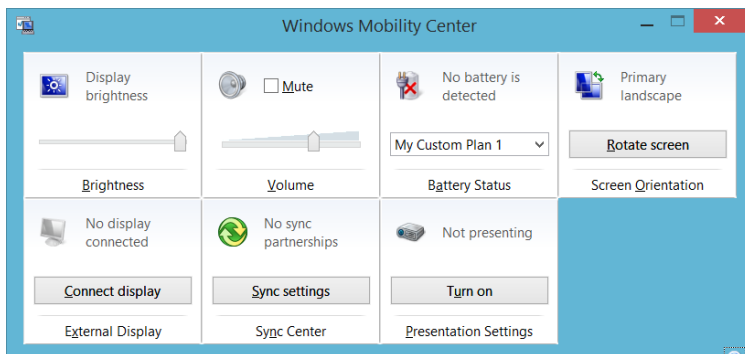 Windows Mobility Center
Display
brightness
Brightness
Mute
Volume
No battery is
detected
My Custom Plan 1
Battery Status
Primary
landscape
Rotate screen
Screen Orientation
No display
connected
Connect display
External Display
No sync
partnerships
Sync settings
Sync Center
Not presenting
Turn on
Presentation Settings